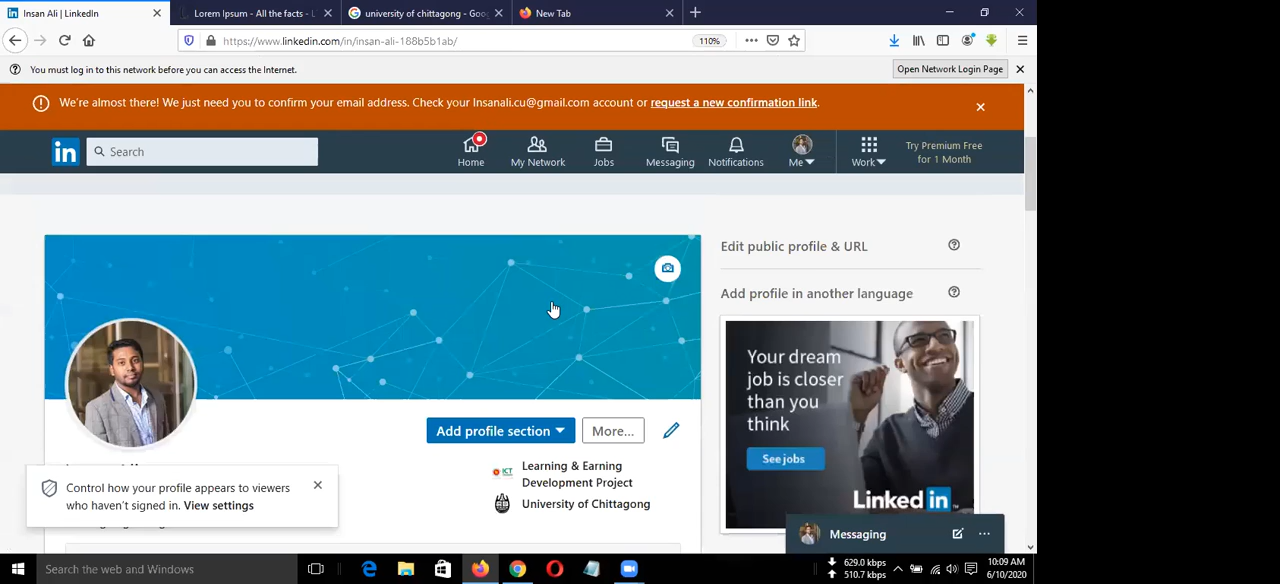 Insan Ali | LinkedIn
Lorem Ipsum - All the facts - L
university of chittagong - Goog
New Tab
https://www.linkedin.com/in/insan-ali-188b5b1ab/
110%
You must log in to this network before you can access the Internet.
Open Network Login Page
We're almost there! We just need you to confirm your email address. Check your Insanali.cu@gmail.com account or request a new confirmation link.
in
Search
Home
My Network
Jobs
Messaging
Notifications
Me
Work
Try Premium Free
for 1 Month
Edit public profile & URL
Add profile in another language
Your dream
job is closer
than you
think
See jobs
Linked in
Add profile section
More...
ICT
Learning & Earning
Development Project
University of Chittagong
Control how your profile appears to viewers
who haven't signed in. View settings
Messaging
Search the web and Windows
629.0 kbps
510.7 kbps
10:09 AM
6/10/2020